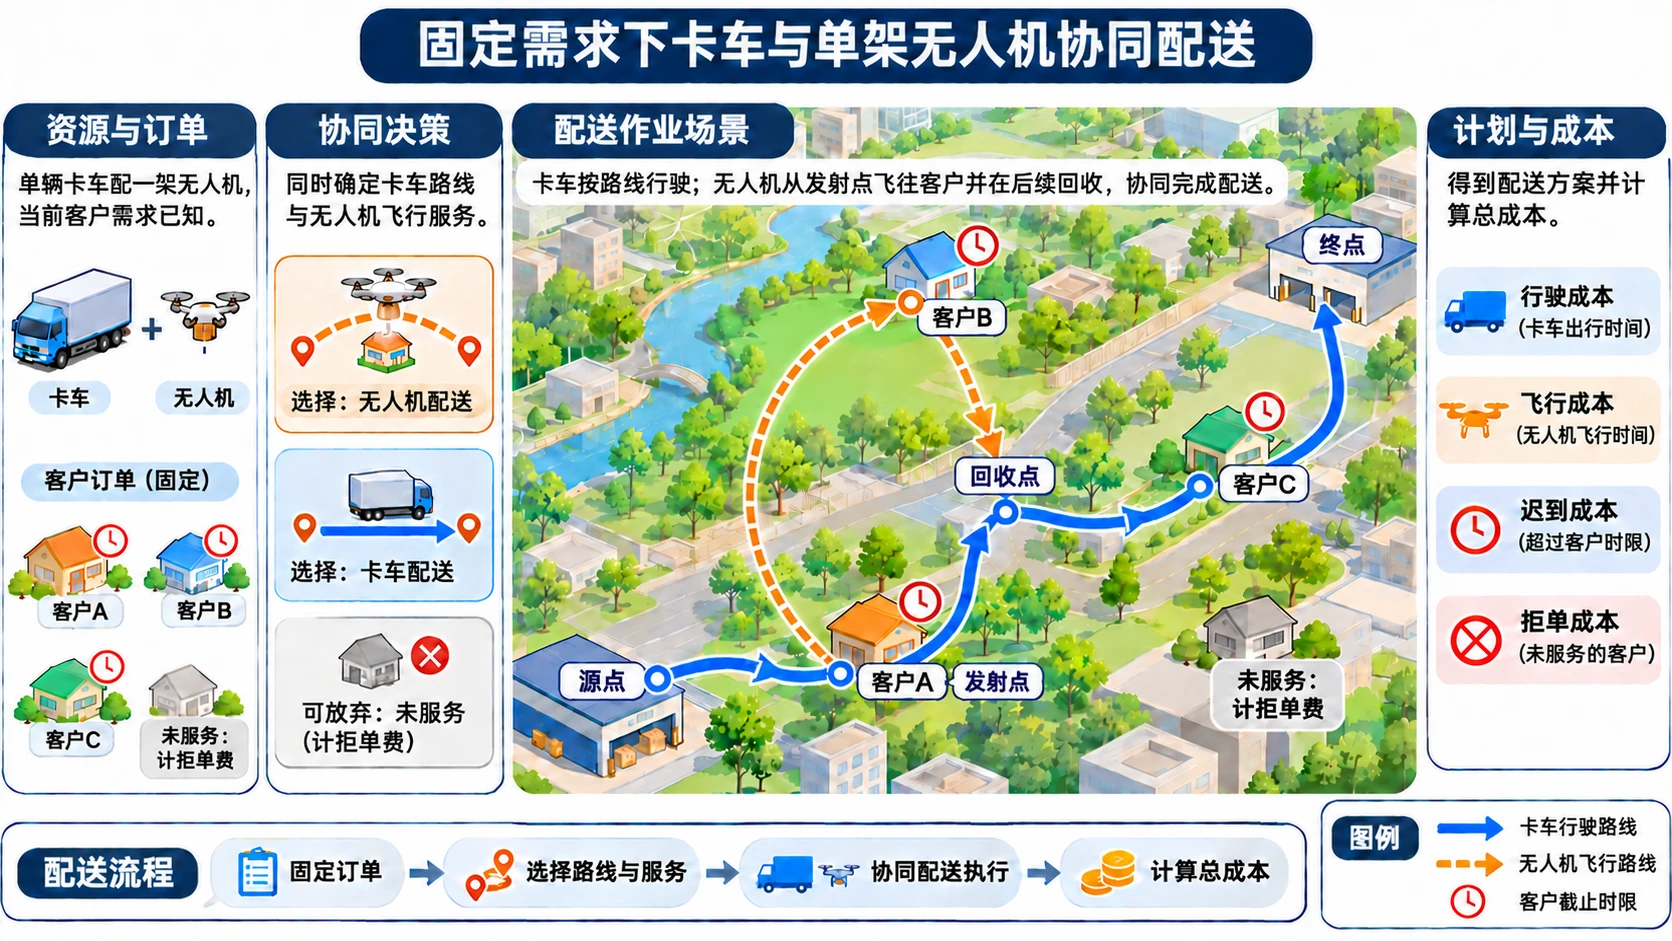 固定需求下卡车与单架无人机协同配送
资源与订单
单辆卡车配一架无人机,
当前客户需求已知。
卡车
无人机
客户订单（固定）
客户A
客户B
客户C
未服务：
计拒单费
协同决策
同时确定卡车路线
与无人机飞行服务。
选择：无人机配送
选择：卡车配送
可放弃：未服务
（计拒单费）
配送作业场景
卡车按路线行驶；无人机从发射点飞往客户并在后续回收，协同完成配送。
终点
客户B
回收点
客户C
源点
客户A
发射点
未服务：
计拒单费
计划与成本
得到配送方案并计
算总成本。
行驶成本
（卡车出行时间）
飞行成本
（无人机飞行时间）
迟到成本
（超过客户时限）
拒单成本
（未服务的客户）
配送流程
固定订单
选择路线与服务
协同配送执行
计算总成本
图例
卡车行驶路线
无人机飞行路线
客户截止时限